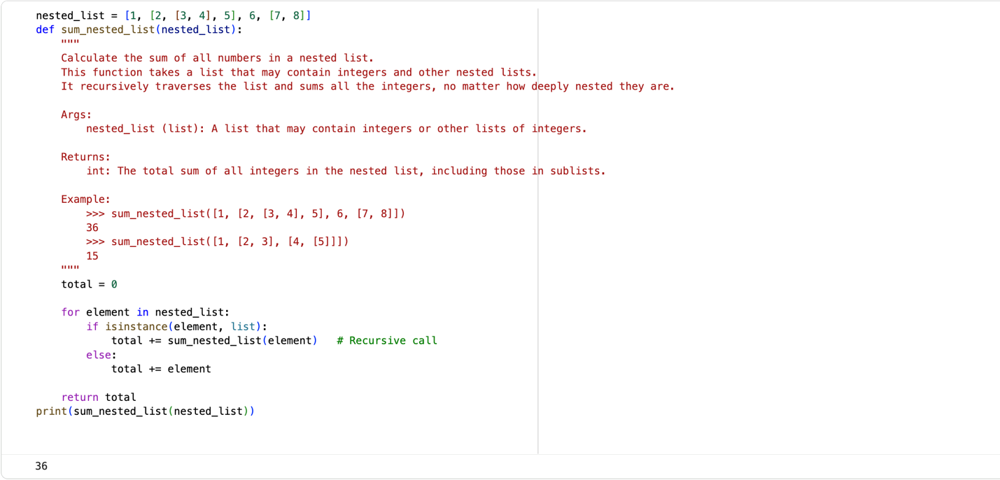 nested_list = [1, [2, [3, 4], 5], 6, [7, 8]]
def sum_nested_list(nested_list):
    """
    Calculate the sum of all numbers in a nested list.
    This function takes a list that may contain integers and other nested lists.
    It recursively traverses the list and sums all the integers, no matter how deeply nested they are.

    Args:
        nested_list (list): A list that may contain integers or other lists of integers.

    Returns:
        int: The total sum of all integers in the nested list, including those in sublists.

    Example:
        >>> sum_nested_list([1, [2, [3, 4], 5], 6, [7, 8]])
        36
        >>> sum_nested_list([1, [2, 3], [4, [5]]])
        15
    """
    total = 0

    for element in nested_list:
        if isinstance(element, list):
            total += sum_nested_list(element)   # Recursive call
        else:
            total += element

    return total
print(sum_nested_list(nested_list))
36